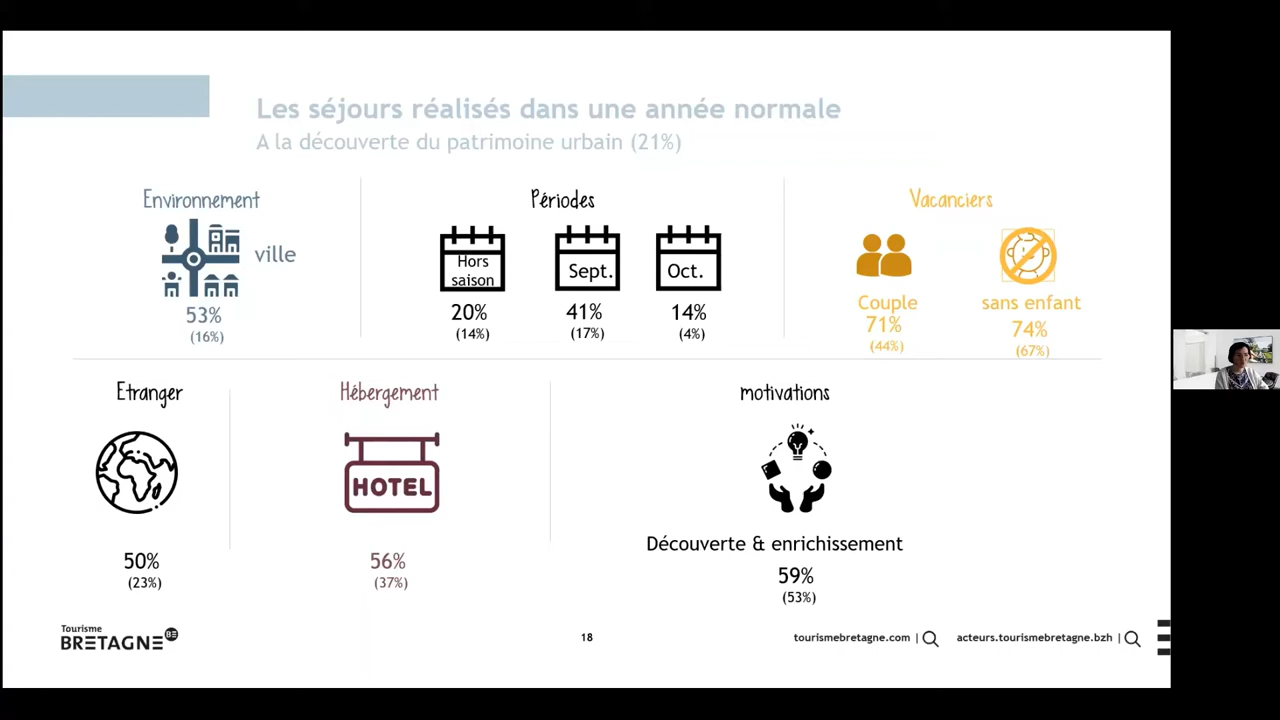 Les séjours réalisés dans une année normale
A la découverte du patrimoine urbain (21%)
Environnement
ville
53%
(16%)
Périodes
Hors
saison
20%
(14%)
Sept.
41%
(17%)
Oct.
14%
(4%)
Vacanciers
Couple
71%
(44%)
sans enfant
74%
(67%)
Etranger
50%
(23%)
Hébergement
HOTEL
56%
(37%)
motivations
Découverte & enrichissement
59%
(53%)
Tourisme
BRETAGNE
18
tourismebretagne.com |
acteurs.tourismebretagne.bzh |